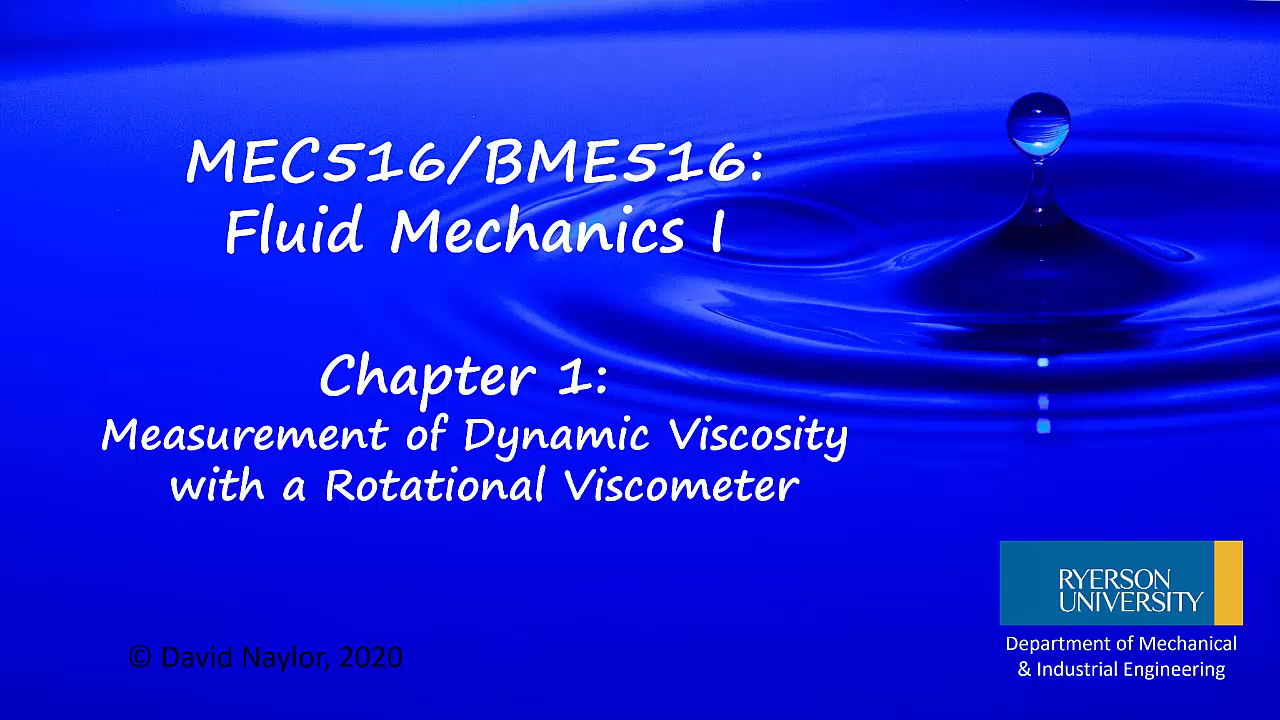 MEC516/BME516:
Fluid Mechanics I
Chapter 1:
Measurement of Dynamic Viscosity
with a Rotational Viscometer
RYERSON
UNIVERSITY
Department of Mechanical
& Industrial Engineering
© David Naylor, 2020